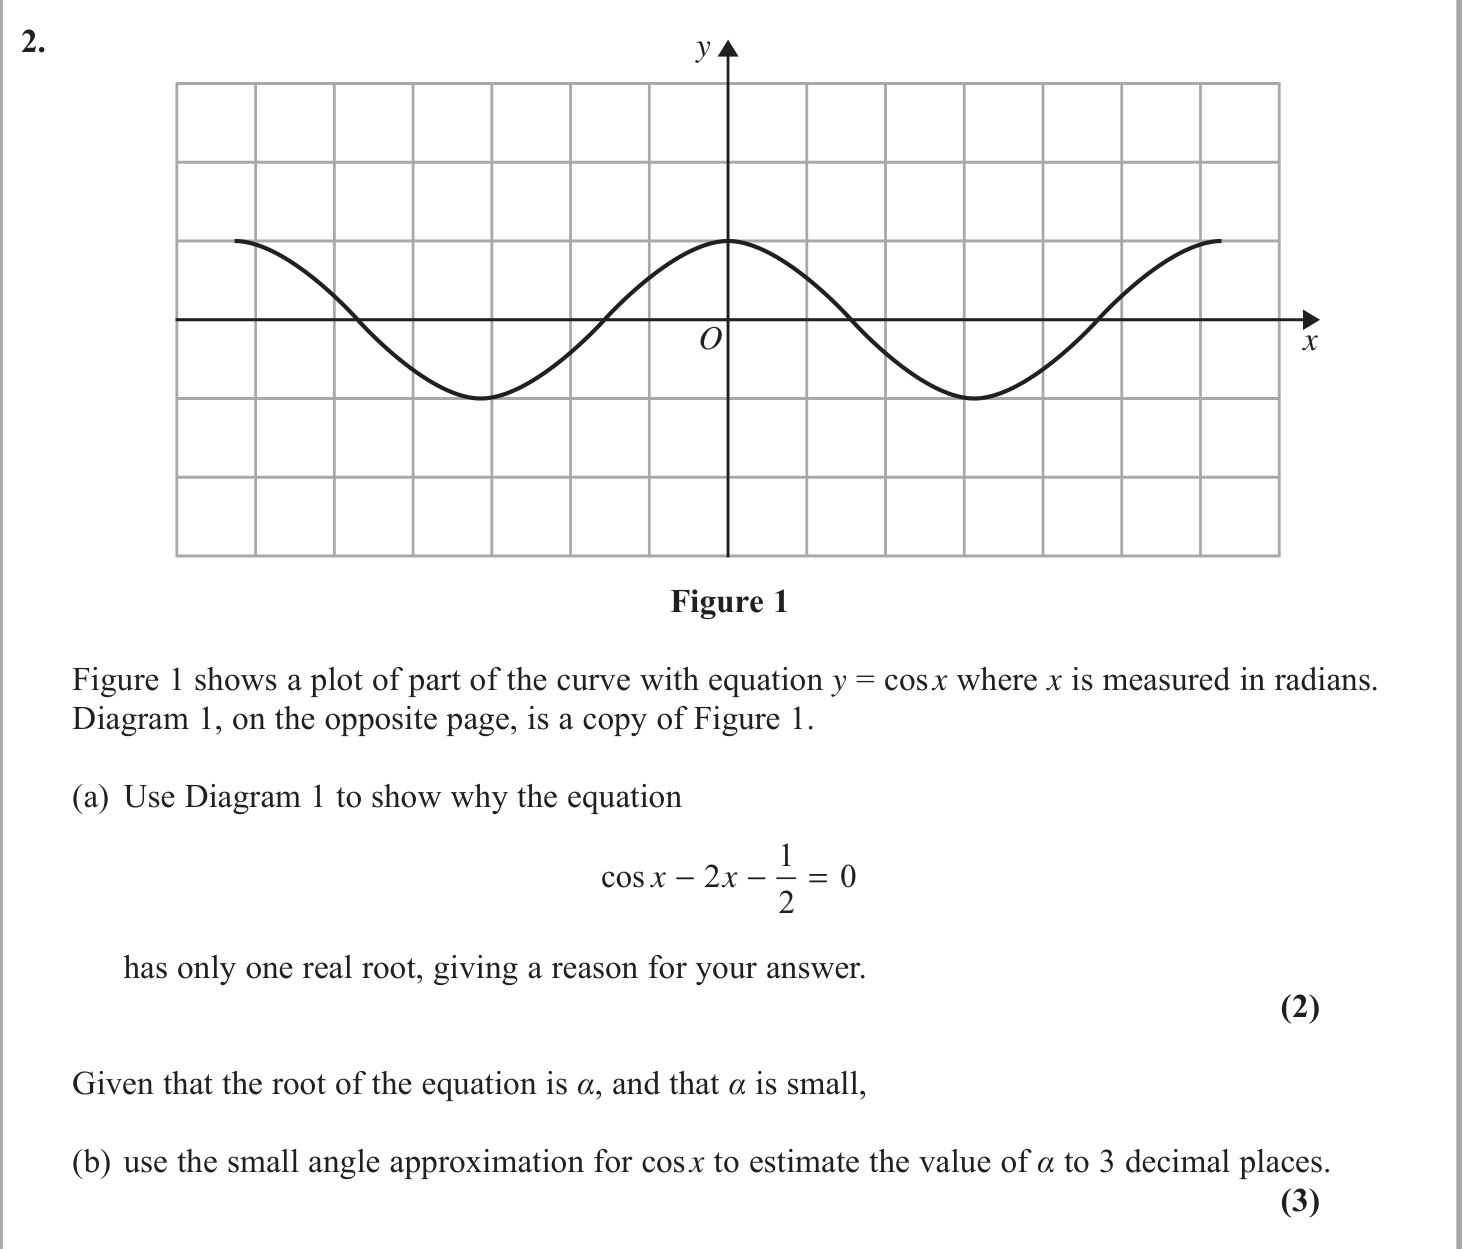 2.
y
O
x
Figure 1
Figure 1 shows a plot of part of the curve with equation y = cos x where x is measured in radians.
Diagram 1, on the opposite page, is a copy of Figure 1.
(a) Use Diagram 1 to show why the equation
cos x − 2x − 1/2 = 0
has only one real root, giving a reason for your answer.
(2)
Given that the root of the equation is α, and that α is small,
(b) use the small angle approximation for cos x to estimate the value of α to 3 decimal places.
(3)